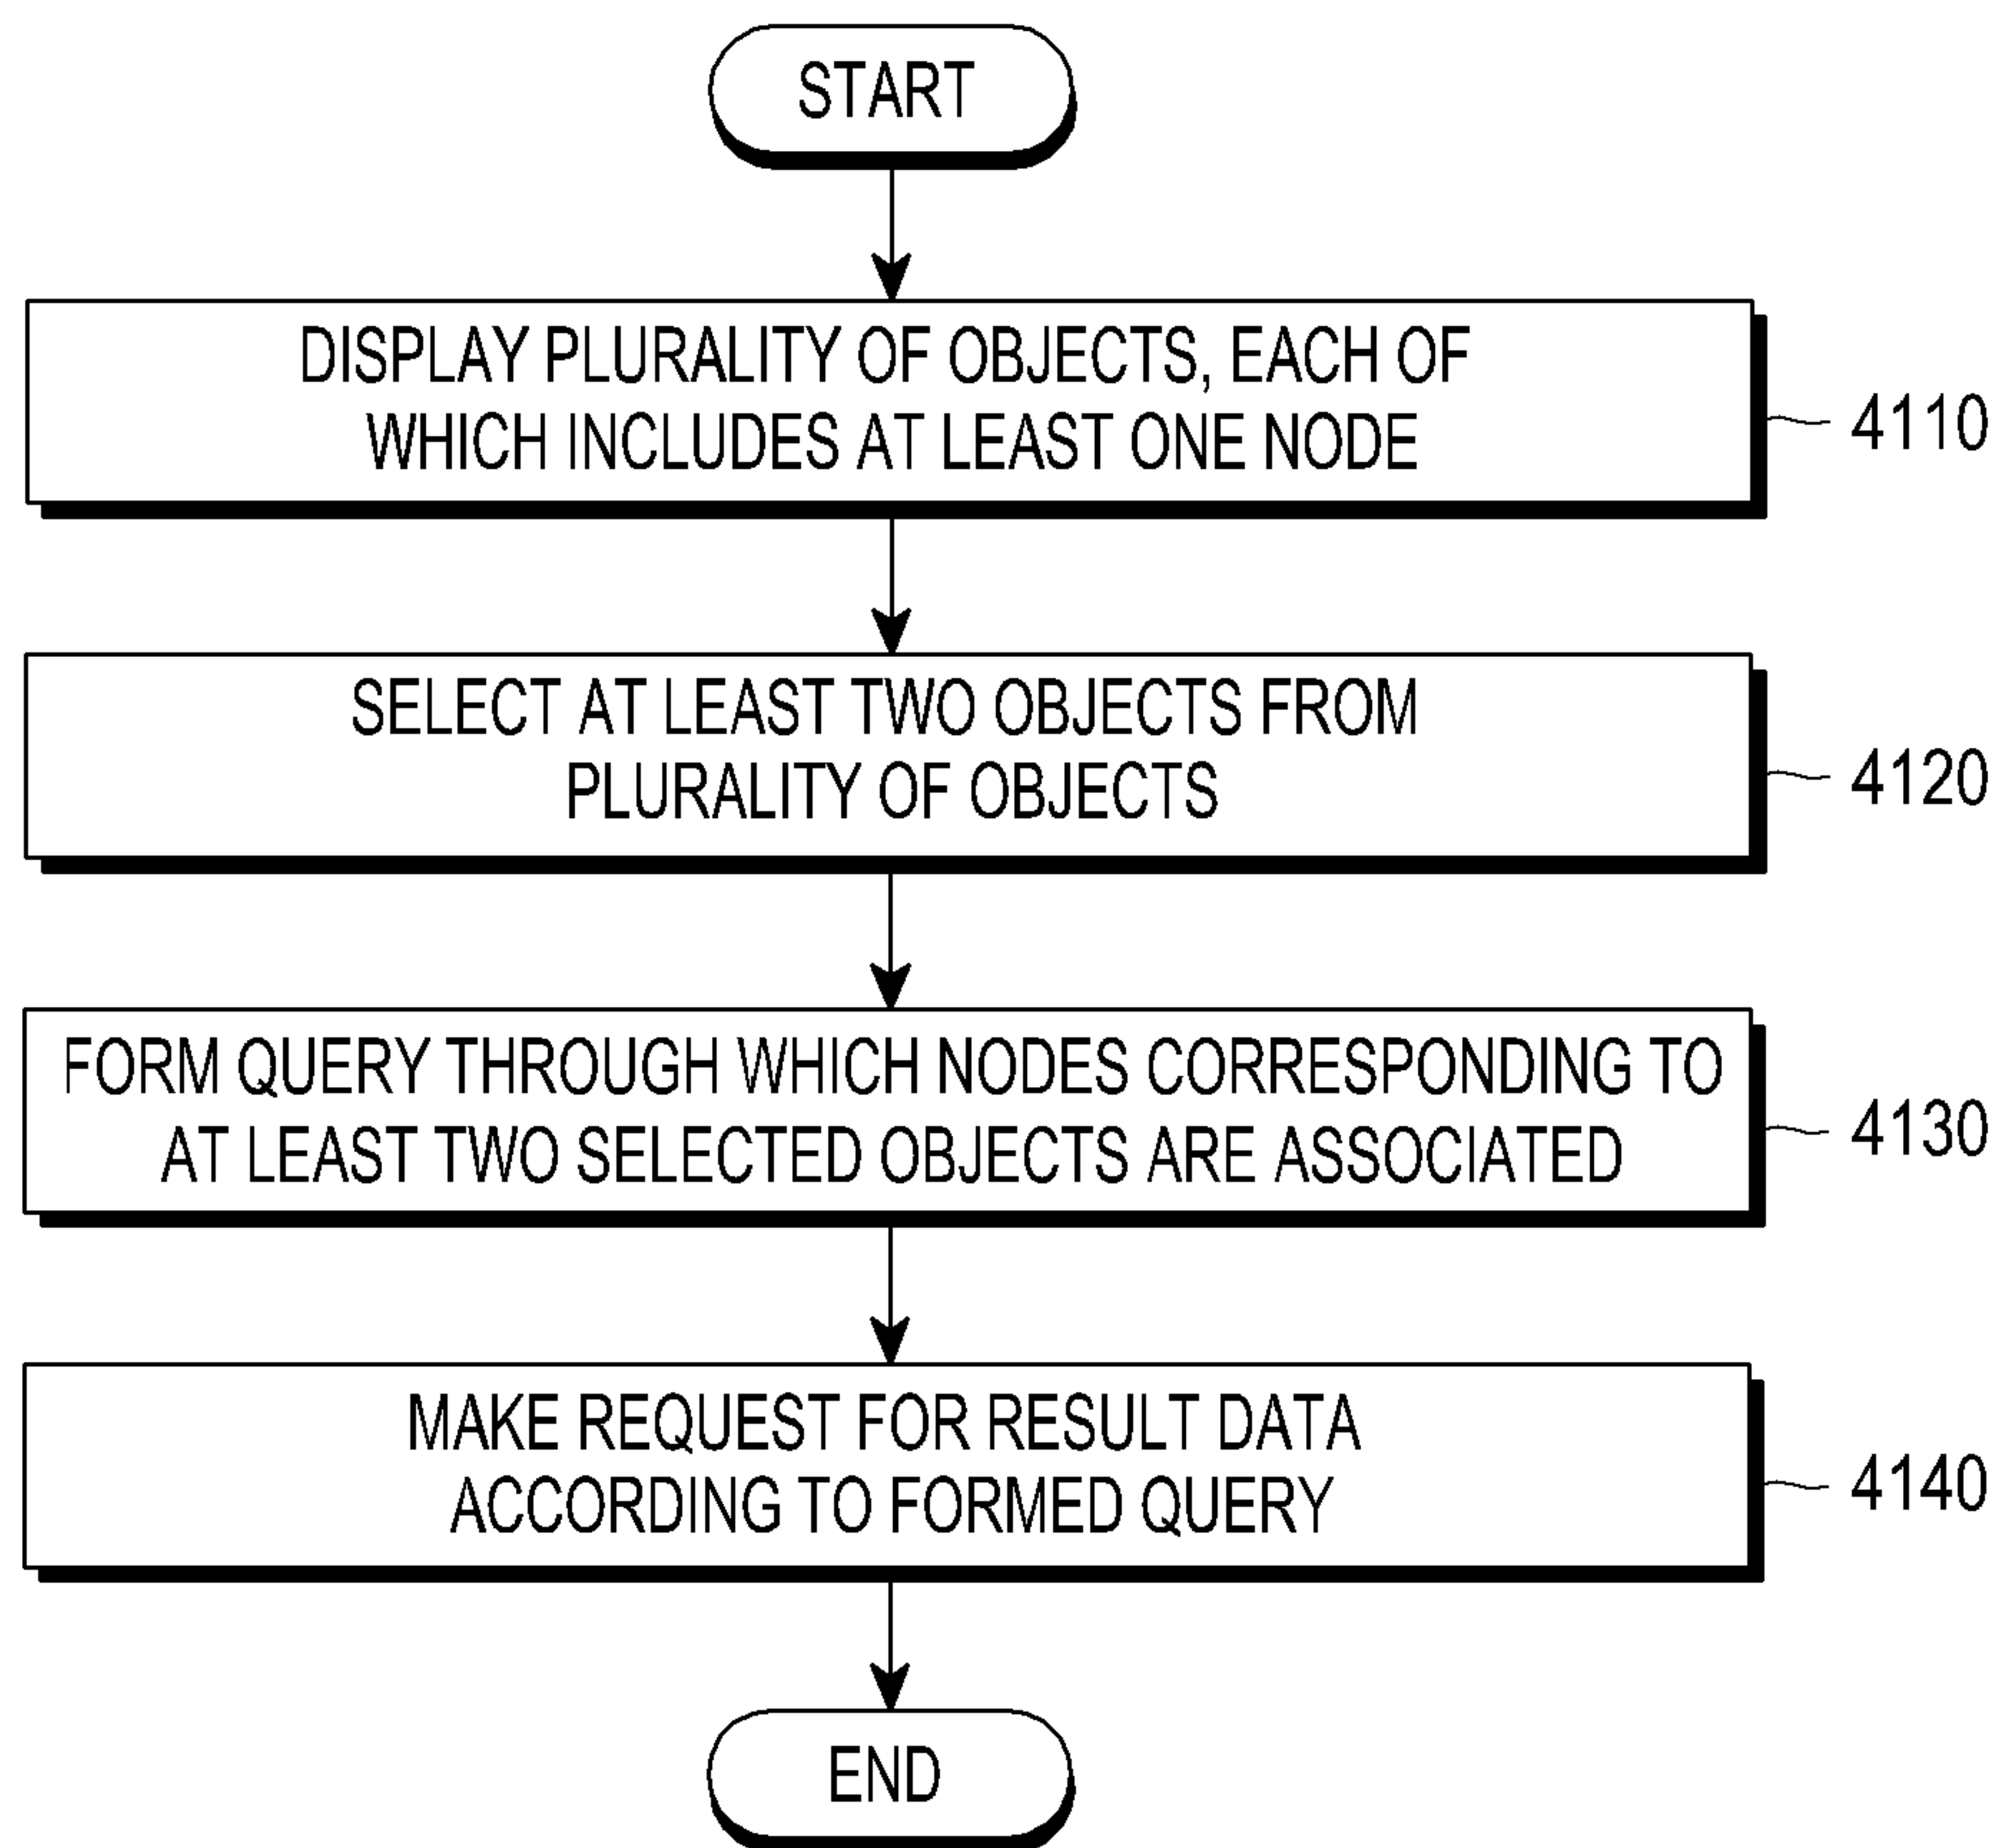 START
DISPLAY PLURALITY OF OBJECTS, EACH OF
WHICH INCLUDES AT LEAST ONE NODE
4110
SELECT AT LEAST TWO OBJECTS FROM
PLURALITY OF OBJECTS
4120
FORM QUERY THROUGH WHICH NODES CORRESPONDING TO
AT LEAST TWO SELECTED OBJECTS ARE ASSOCIATED
4130
MAKE REQUEST FOR RESULT DATA
ACCORDING TO FORMED QUERY
4140
END